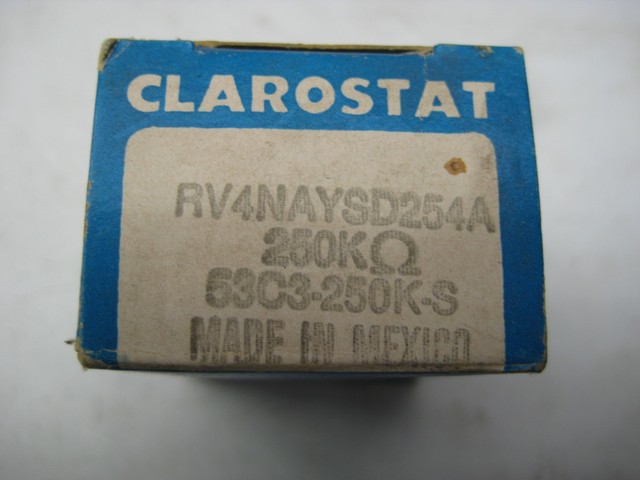 CLAROSTAT
RV4NAYSD254A
250KΩ
53C3-250K-S
MADE IN MEXICO